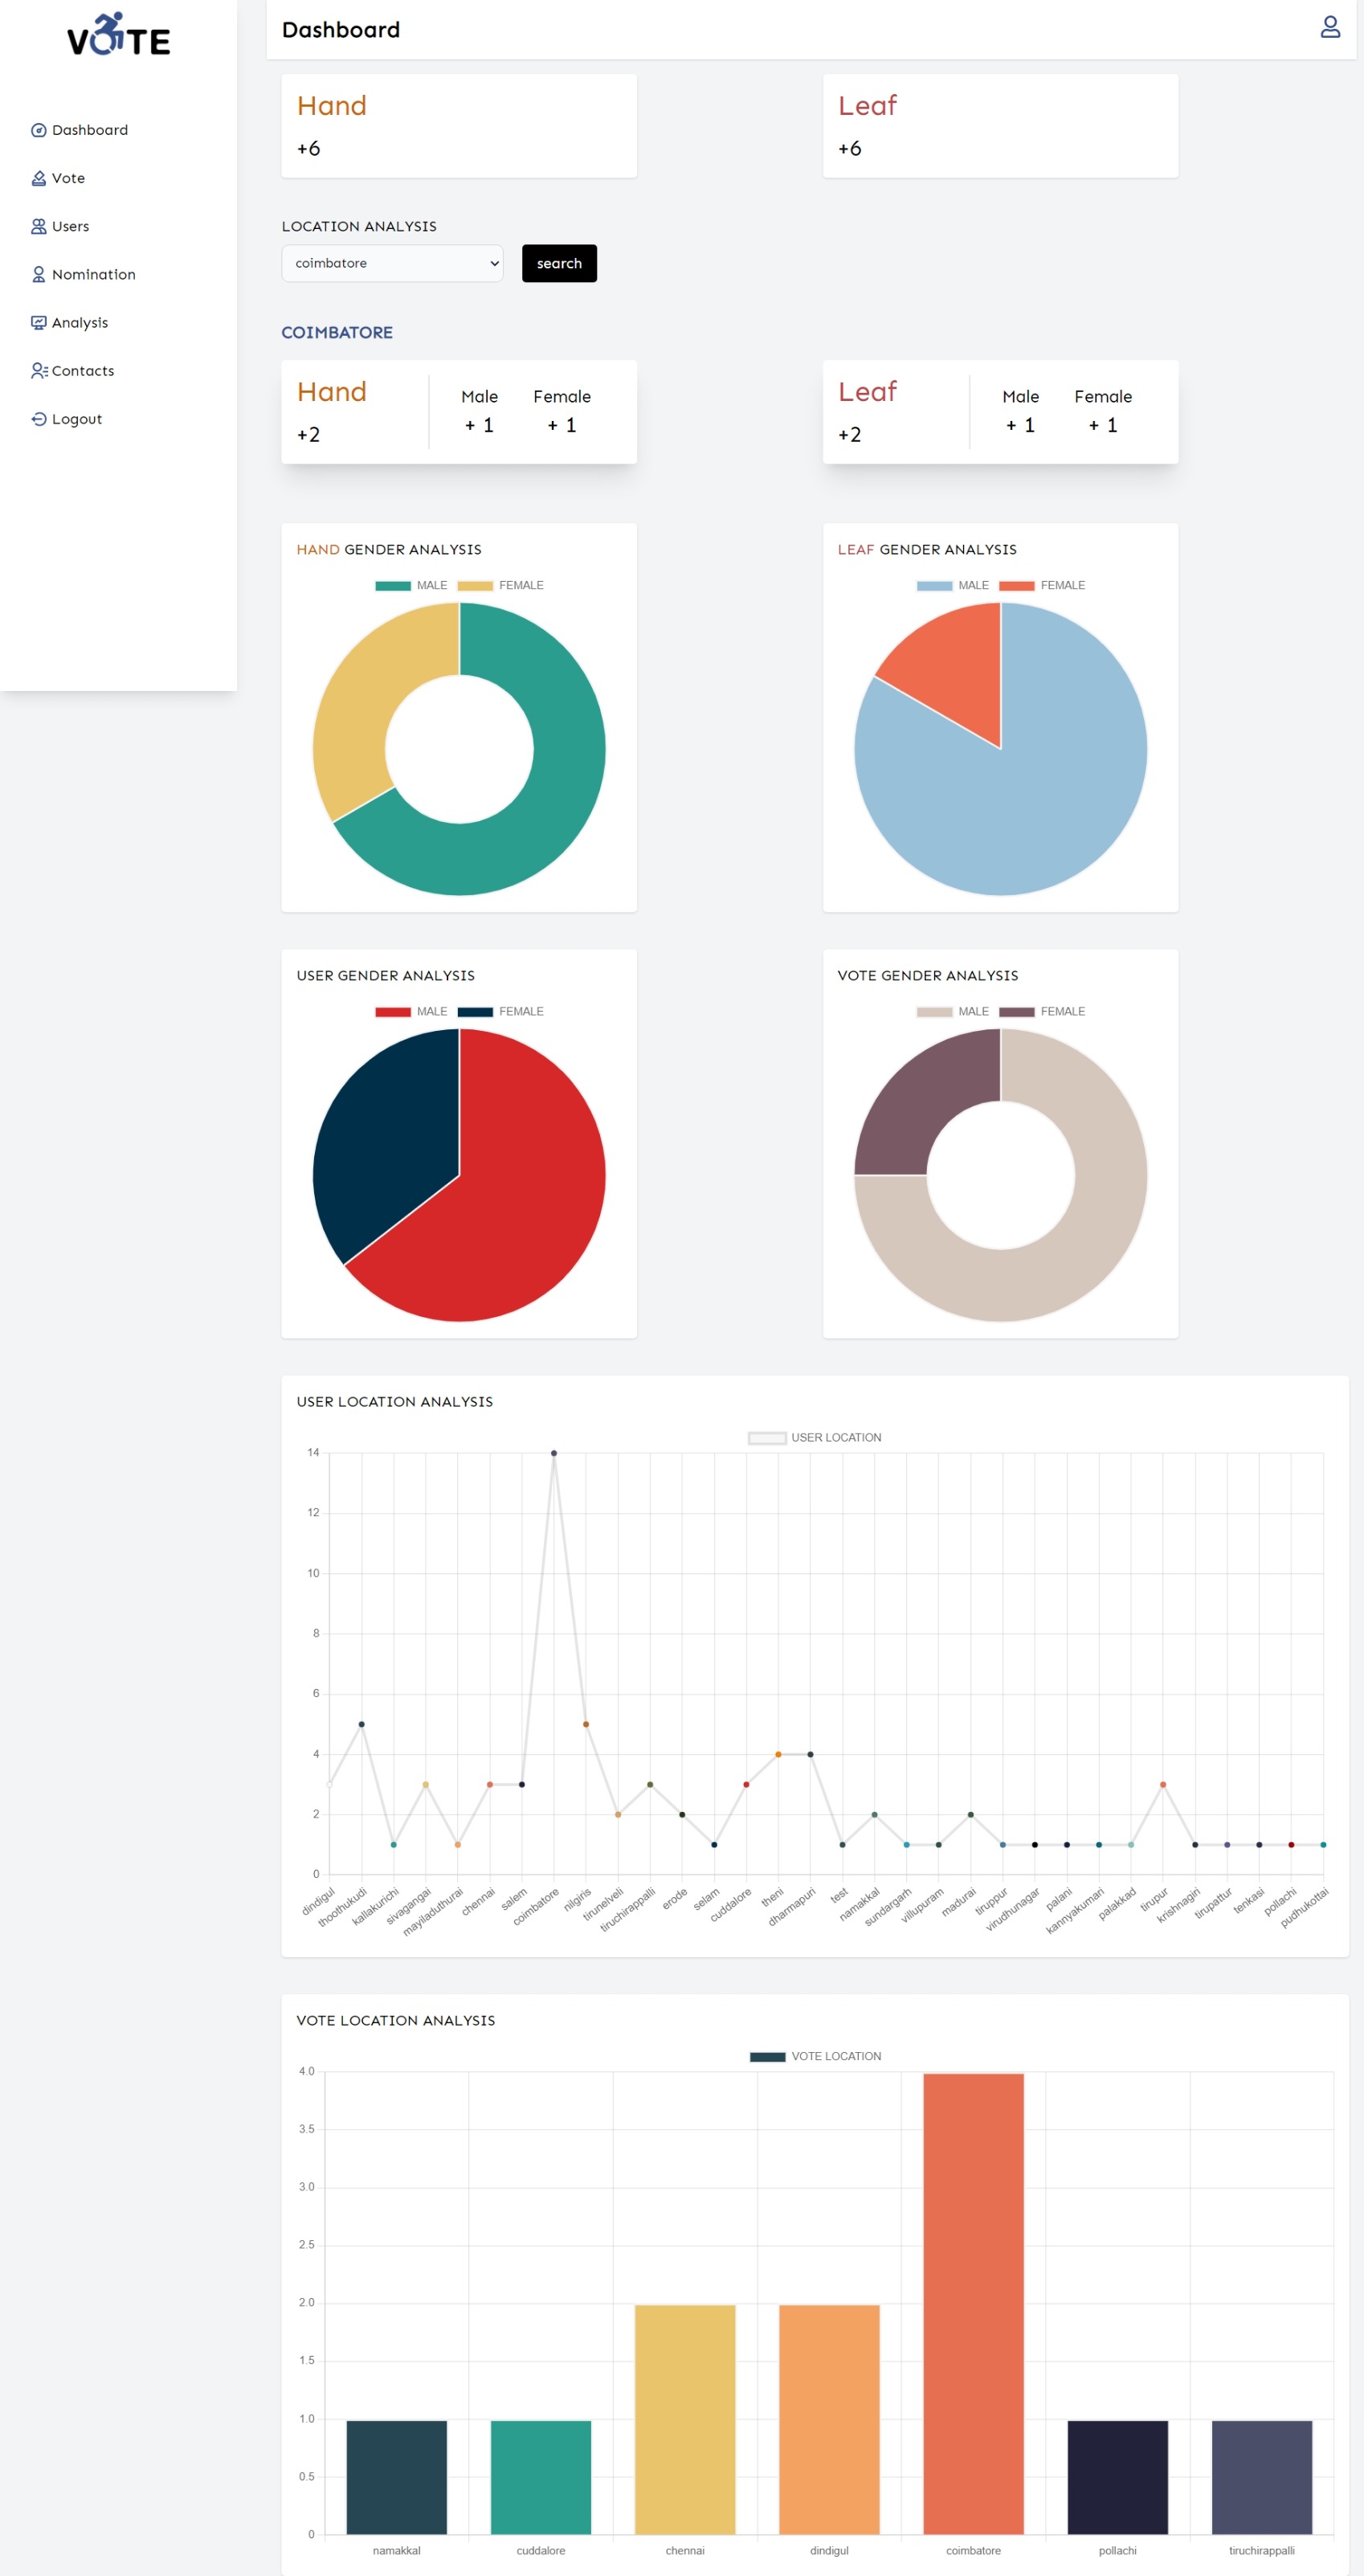 VOTE
Dashboard
Dashboard
Vote
Users
Nomination
Analysis
Contacts
Logout
Hand
+6
Leaf
+6
LOCATION ANALYSIS
coimbatore
search
COIMBATORE
Hand
+2
Male
+ 1
Female
+ 1
Leaf
+2
Male
+ 1
Female
+ 1
HAND GENDER ANALYSIS
MALE FEMALE
LEAF GENDER ANALYSIS
MALE FEMALE
USER GENDER ANALYSIS
MALE FEMALE
VOTE GENDER ANALYSIS
MALE FEMALE
USER LOCATION ANALYSIS
USER LOCATION
14
12
10
8
6
4
2
0
dindigul
thoothukudi
kallakurichi
sivagangai
mayiladuthurai
chennai
salem
coimbatore
nilgiris
tirunelveli
tiruchirappalli
erode
selam
cuddalore
theni
dharmapuri
test
namakkal
sundargarh
villupuram
madurai
tiruppur
virudhunagar
palani
kannyakumari
palakkad
tirupur
krishnagiri
tirupattur
tenkasi
pollachi
pudhukottai
VOTE LOCATION ANALYSIS
VOTE LOCATION
4.0
3.5
3.0
2.5
2.0
1.5
1.0
0.5
0
namakkal
cuddalore
chennai
dindigul
coimbatore
pollachi
tiruchirappalli